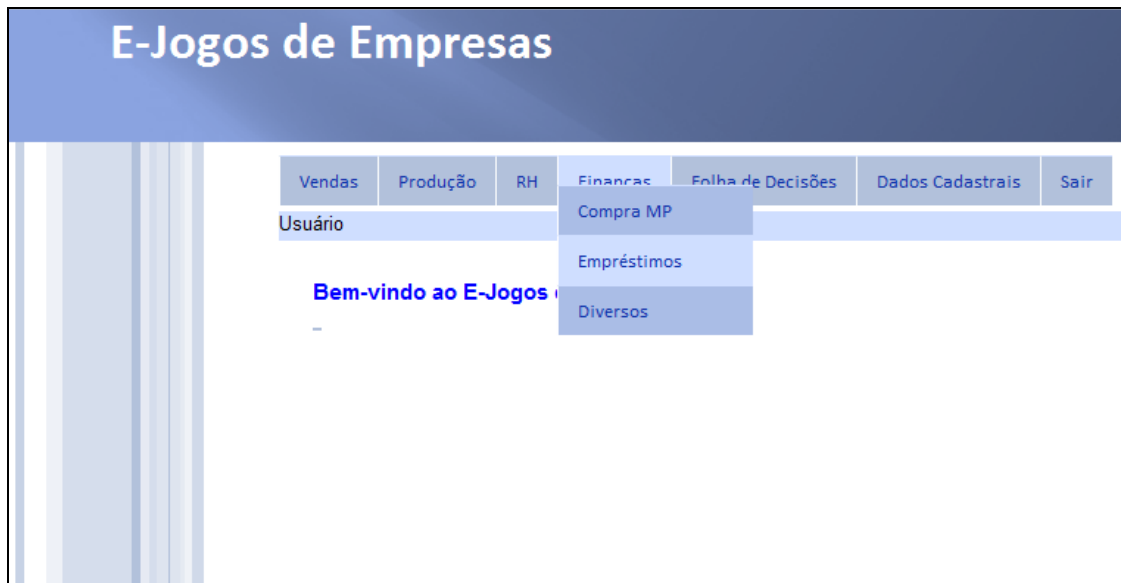 E-Jogos de Empresas
Vendas Produção RH Finanças Folha de Decisões Dados Cadastrais Sair
Usuário
Compra MP
Empréstimos
Bem-vindo ao E-Jogos
Diversos